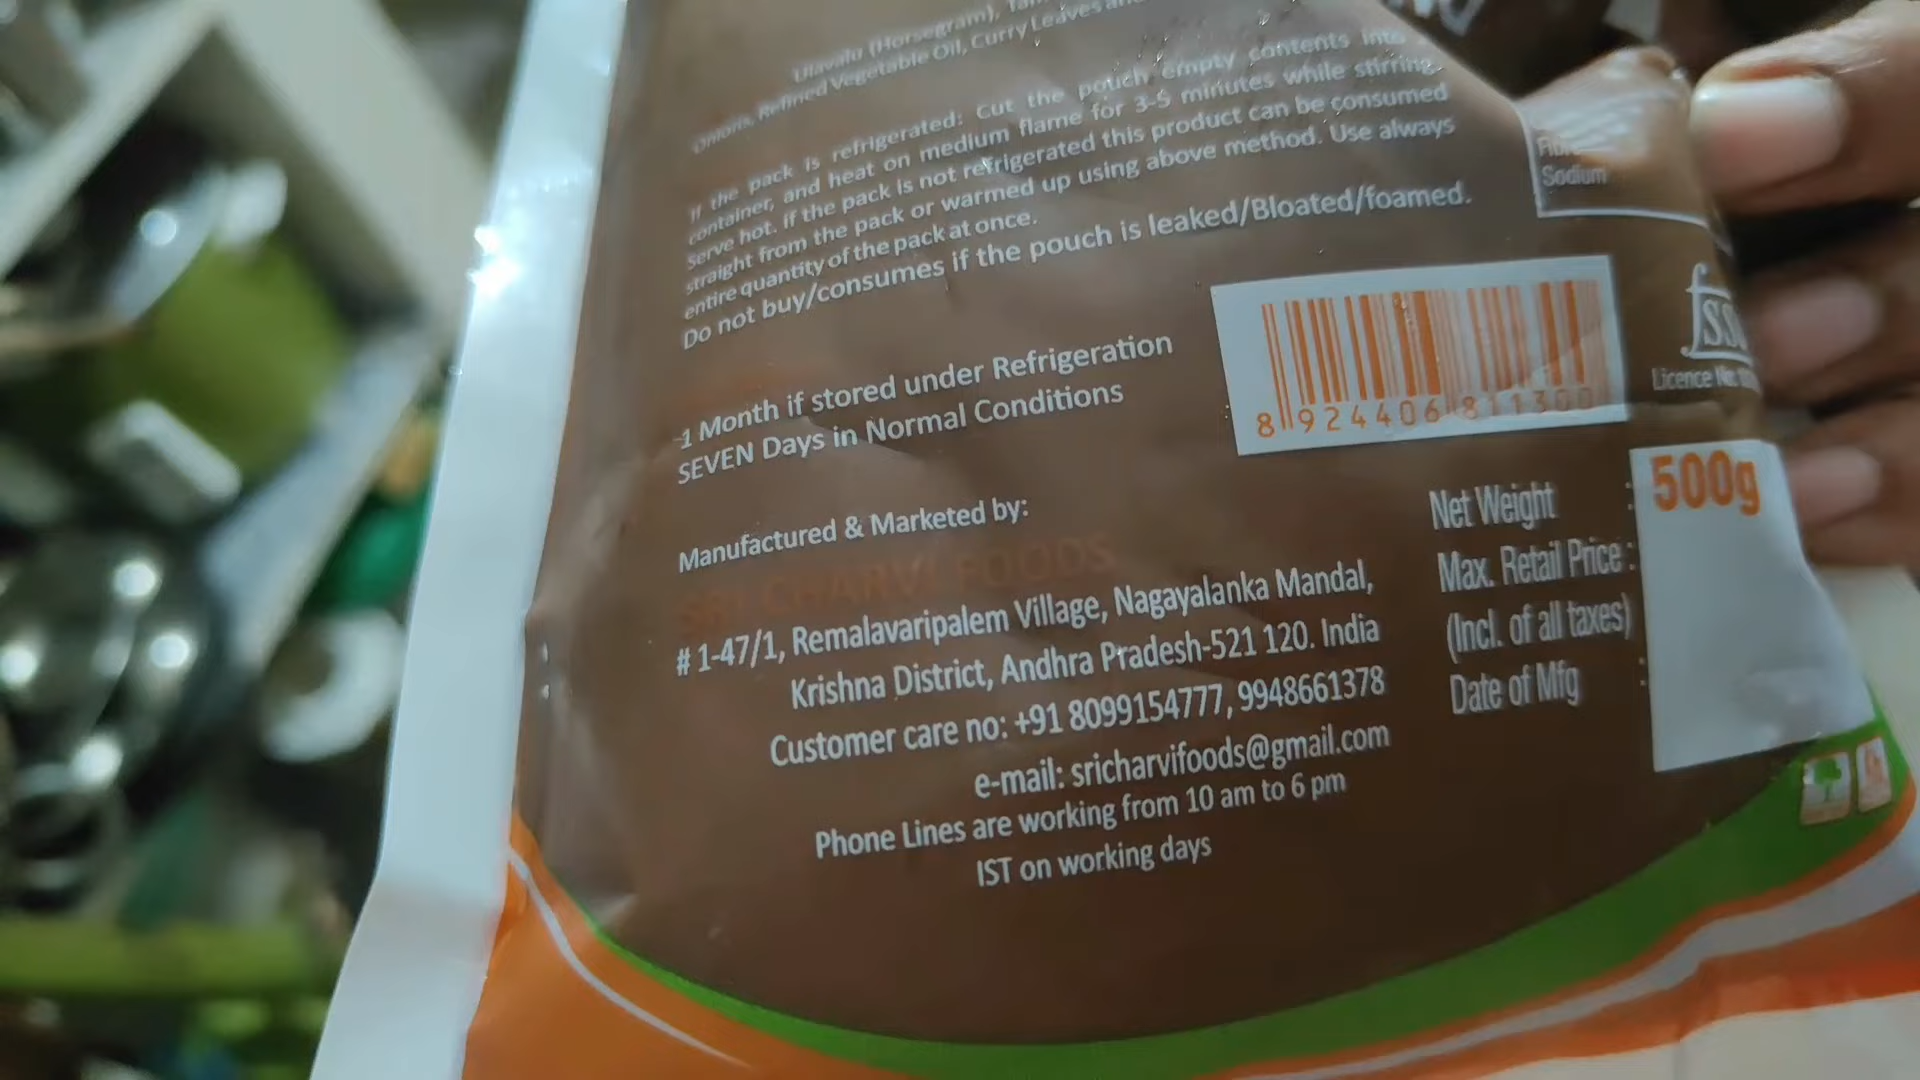 Ulavalu (Horsegram),
Onions, Refined Vegetable Oil, Curry Leaves
If the pack is refrigerated: Cut the pouch, empty contents into
container, and heat on medium flame for 3-5 minutes while stirring.
Serve hot. If the pack is not refrigerated this product can be consumed
straight from the pack or warmed up using above method. Use always
entire quantity of the pack at once.
Do not buy/consumes if the pouch is leaked/Bloated/foamed.
Sodium
1 Month if stored under Refrigeration
SEVEN Days in Normal Conditions
8 924406 811300
Licence No.
Manufactured & Marketed by:
SRI CHARVI FOODS
# 1-47/1, Remalavaripalem Village, Nagayalanka Mandal,
Krishna District, Andhra Pradesh-521 120. India
Customer care no: +91 8099154777, 9948661378
e-mail: sricharvifoods@gmail.com
Phone Lines are working from 10 am to 6 pm
IST on working days
Net Weight : 500g
Max. Retail Price :
(Incl. of all taxes)
Date of Mfg :